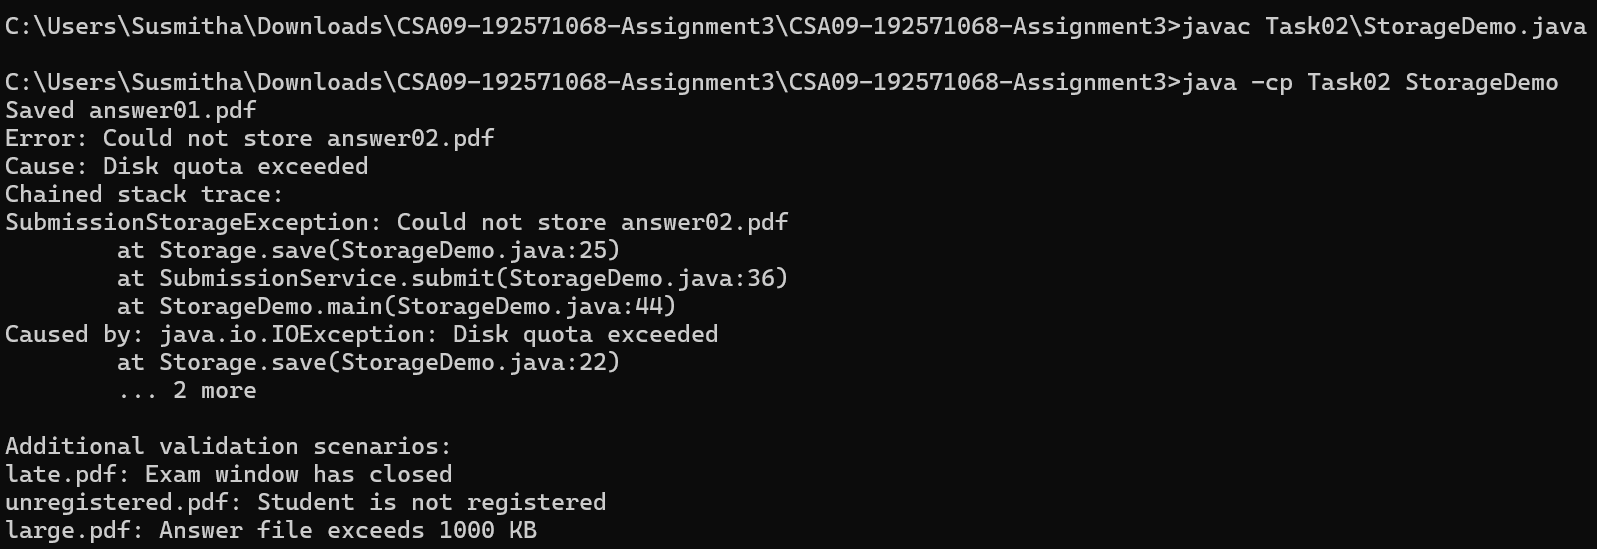 C:\Users\Susmitha\Downloads\CSA09-192571068-Assignment3\CSA09-192571068-Assignment3>javac Task02\StorageDemo.java
C:\Users\Susmitha\Downloads\CSA09-192571068-Assignment3\CSA09-192571068-Assignment3>java -cp Task02 StorageDemo
Saved answer01.pdf
Error: Could not store answer02.pdf
Cause: Disk quota exceeded
Chained stack trace:
SubmissionStorageException: Could not store answer02.pdf
        at Storage.save(StorageDemo.java:25)
        at SubmissionService.submit(StorageDemo.java:36)
        at StorageDemo.main(StorageDemo.java:44)
Caused by: java.io.IOException: Disk quota exceeded
        at Storage.save(StorageDemo.java:22)
        ... 2 more
Additional validation scenarios:
late.pdf: Exam window has closed
unregistered.pdf: Student is not registered
large.pdf: Answer file exceeds 1000 KB